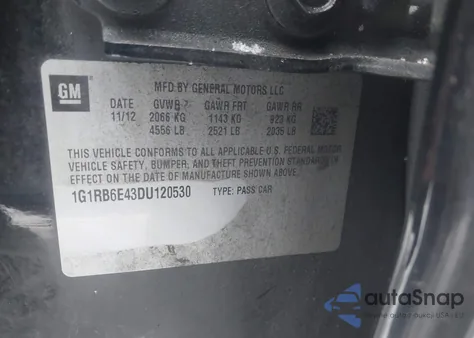 GM
MFD BY GENERAL MOTORS LLC
DATE GVWR GAWR FRT GAWR RR
11/12 2066 KG 1143 KG 923 KG
4556 LB 2521 LB 2035 LB
THIS VEHICLE CONFORMS TO ALL APPLICABLE U.S. FEDERAL MOTOR
VEHICLE SAFETY, BUMPER, AND THEFT PREVENTION STANDARDS IN
EFFECT ON THE DATE OF MANUFACTURE SHOWN ABOVE.
1G1RB6E43DU120530 TYPE: PASS CAR
autoSnap